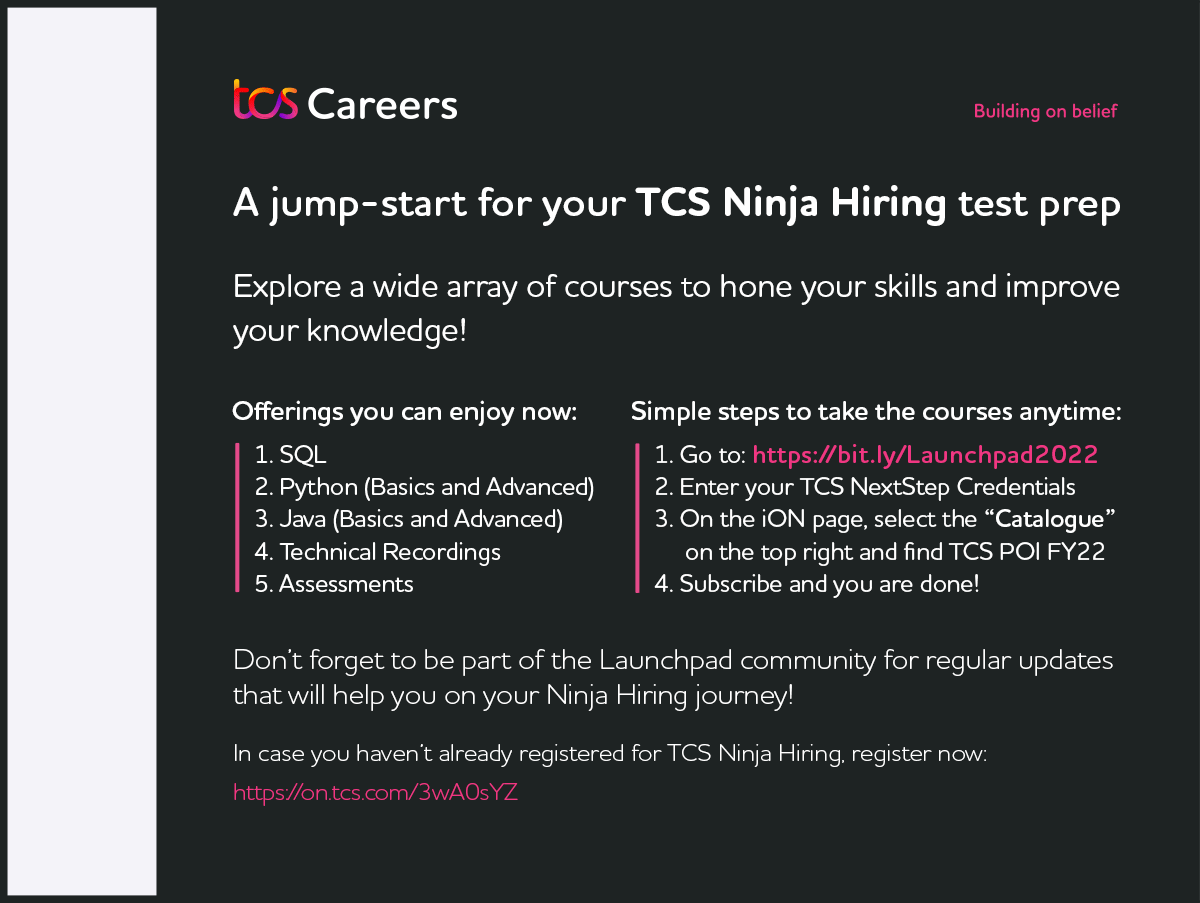 tcs Careers
Building on belief
A jump-start for your TCS Ninja Hiring test prep
Explore a wide array of courses to hone your skills and improve
your knowledge!
Offerings you can enjoy now:
1. SQL
2. Python (Basics and Advanced)
3. Java (Basics and Advanced)
4. Technical Recordings
5. Assessments
Simple steps to take the courses anytime:
1. Go to: https://bit.ly/Launchpad2022
2. Enter your TCS NextStep Credentials
3. On the iON page, select the “Catalogue”
on the top right and find TCS POI FY22
4. Subscribe and you are done!
Don’t forget to be part of the Launchpad community for regular updates
that will help you on your Ninja Hiring journey!
In case you haven’t already registered for TCS Ninja Hiring, register now:
https://on.tcs.com/3wA0sYZ